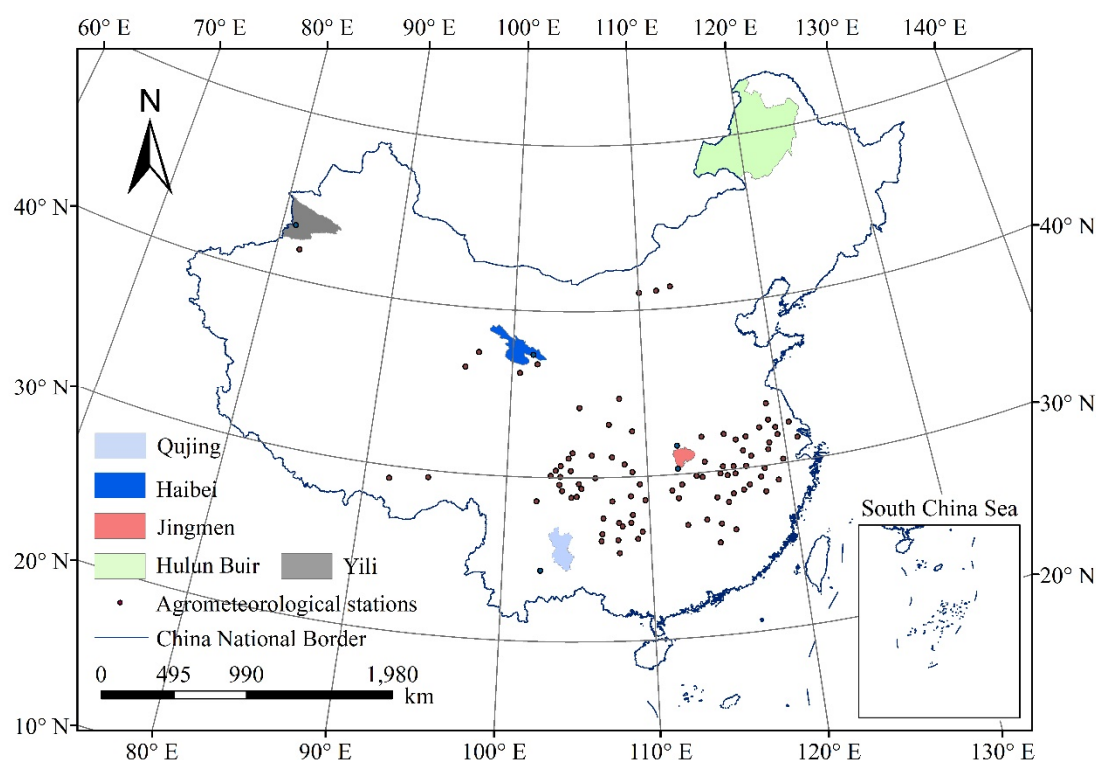 60° E 70° E 80° E 90° E 100° E 110° E 120° E 130° E 140° E
N
40° N 40° N
30° N 30° N
Qujing
Haibei
South China Sea
Jingmen
20° N Hulun Buir Yili 20° N
Agrometeorological stations
China National Border
0 495 990 1,980
km
10° N
80° E 90° E 100° E 110° E 120° E 130° E